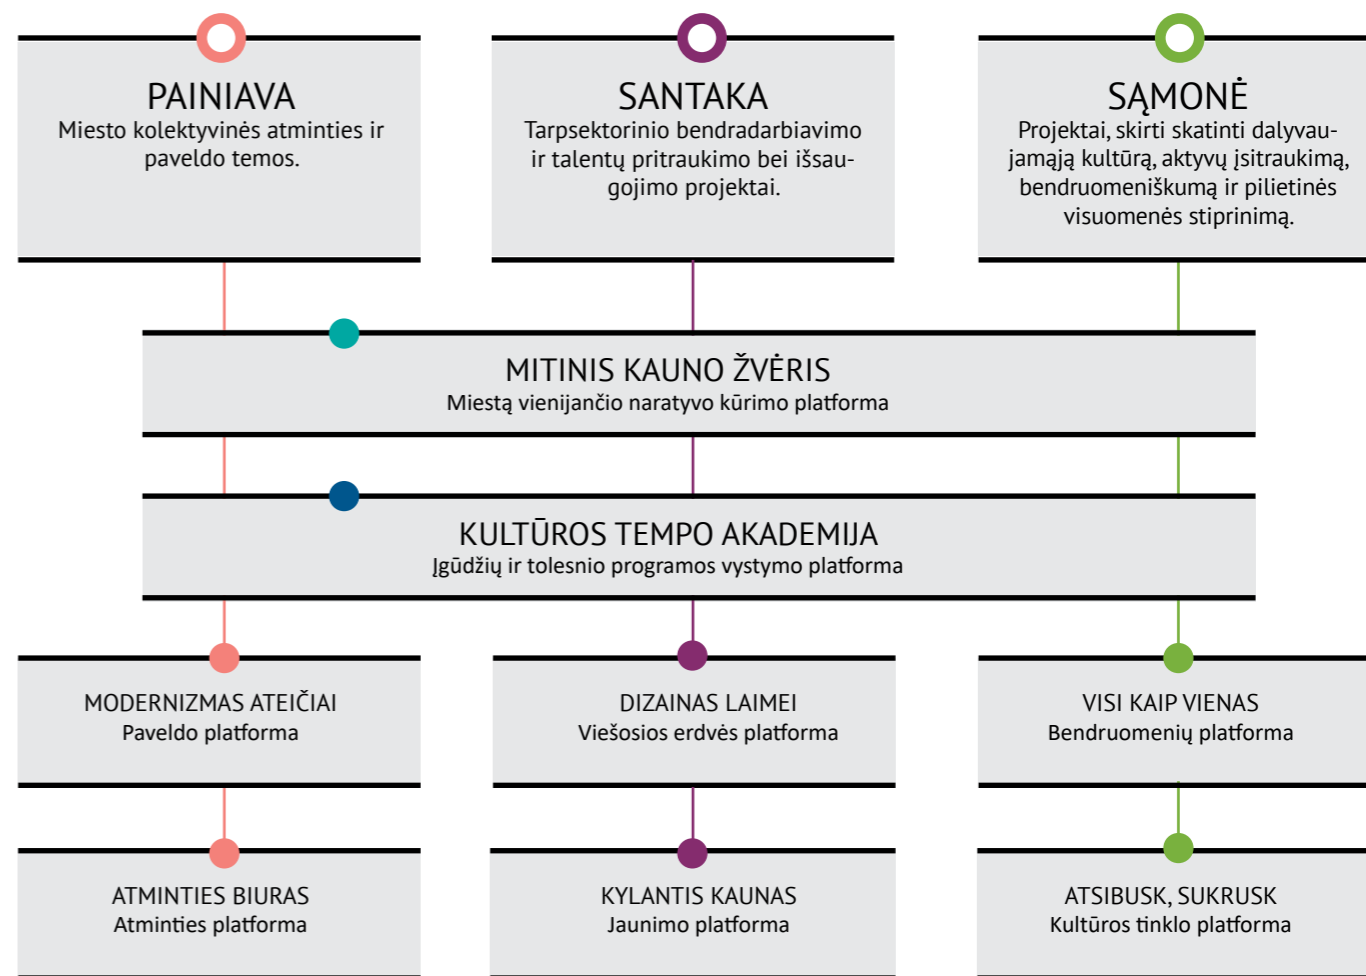 PAINIAVA
Miesto kolektyvinės atminties ir
paveldo temos.
SANTAKA
Tarpsektorinio bendradarbiavimo
ir talentų pritraukimo bei išsau-
gojimo projektai.
SĄMONĖ
Projektai, skirti skatinti dalyvau-
jamąją kultūrą, aktyvų įsitraukimą,
bendruomeniškumą ir pilietinės
visuomenės stiprinimą.
MITINIS KAUNO ŽVĖRIS
Miestą vienijančio naratyvo kūrimo platforma
KULTŪROS TEMPO AKADEMIJA
Įgūdžių ir tolesnio programos vystymo platforma
MODERNIZMAS ATEIČIAI
Paveldo platforma
DIZAINAS LAIMEI
Viešosios erdvės platforma
VISI KAIP VIENAS
Bendruomenių platforma
ATMINTIES BIURAS
Atminties platforma
KYLANTIS KAUNAS
Jaunimo platforma
ATSIBUSK, SUKRUSK
Kultūros tinklo platforma